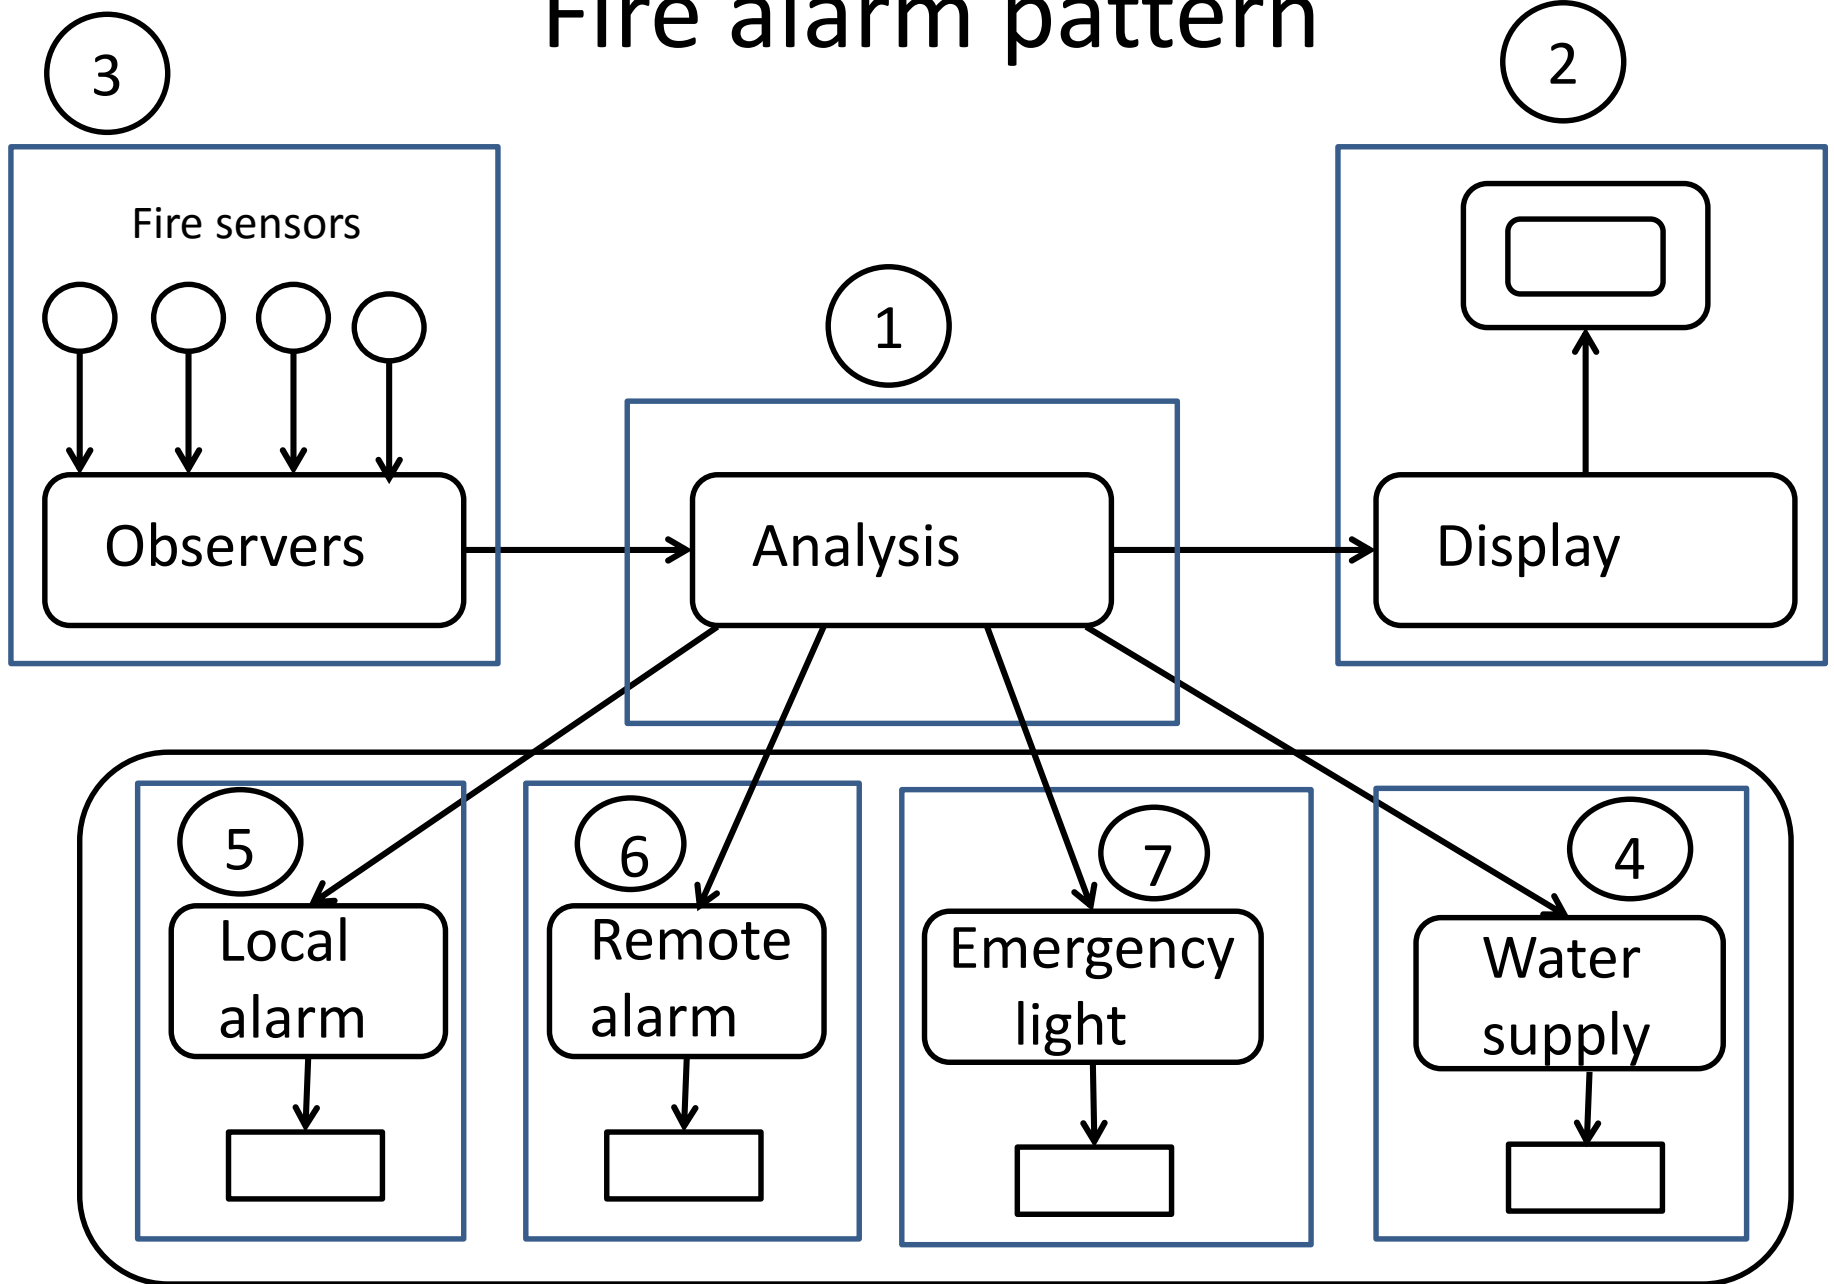 Fire alarm pattern
3
2
Fire sensors
1
Observers
Analysis
Display
5
6
7
4
Local
alarm
Remote
alarm
Emergency
light
Water
supply